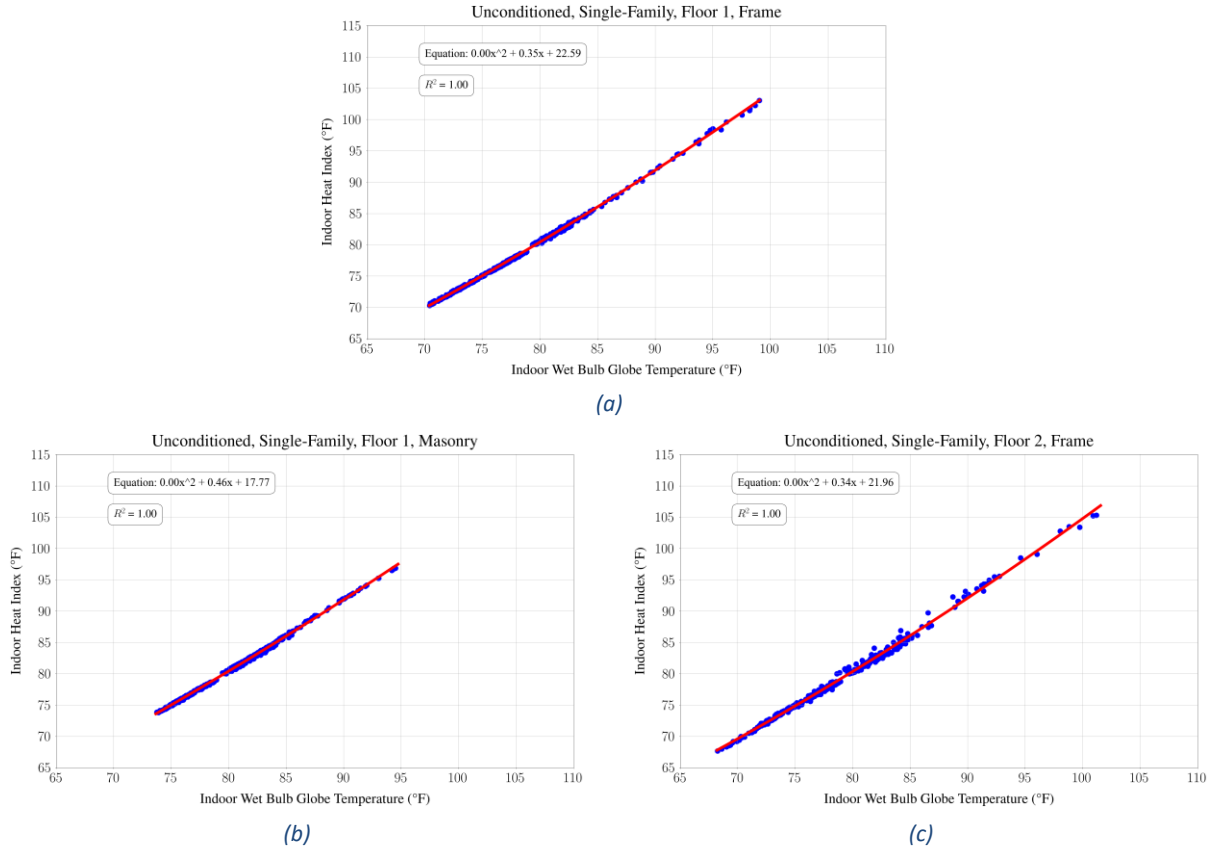 Unconditioned, Single-Family, Floor 1, Frame
115
110
105
100
95
90
85
80
75
70
65
Equation: 0.00x^2 + 0.35x + 22.59
R² = 1.00
Indoor Heat Index (°F)
65 70 75 80 85 90 95 100 105 110
Indoor Wet Bulb Globe Temperature (°F)
(a)
Unconditioned, Single-Family, Floor 1, Masonry
115
110
105
100
95
90
85
80
75
70
65
Equation: 0.00x^2 + 0.46x + 17.77
R² = 1.00
Indoor Heat Index (°F)
65 70 75 80 85 90 95 100 105 110
Indoor Wet Bulb Globe Temperature (°F)
(b)
Unconditioned, Single-Family, Floor 2, Frame
115
110
105
100
95
90
85
80
75
70
65
Equation: 0.00x^2 + 0.34x + 21.96
R² = 1.00
Indoor Heat Index (°F)
65 70 75 80 85 90 95 100 105 110
Indoor Wet Bulb Globe Temperature (°F)
(c)